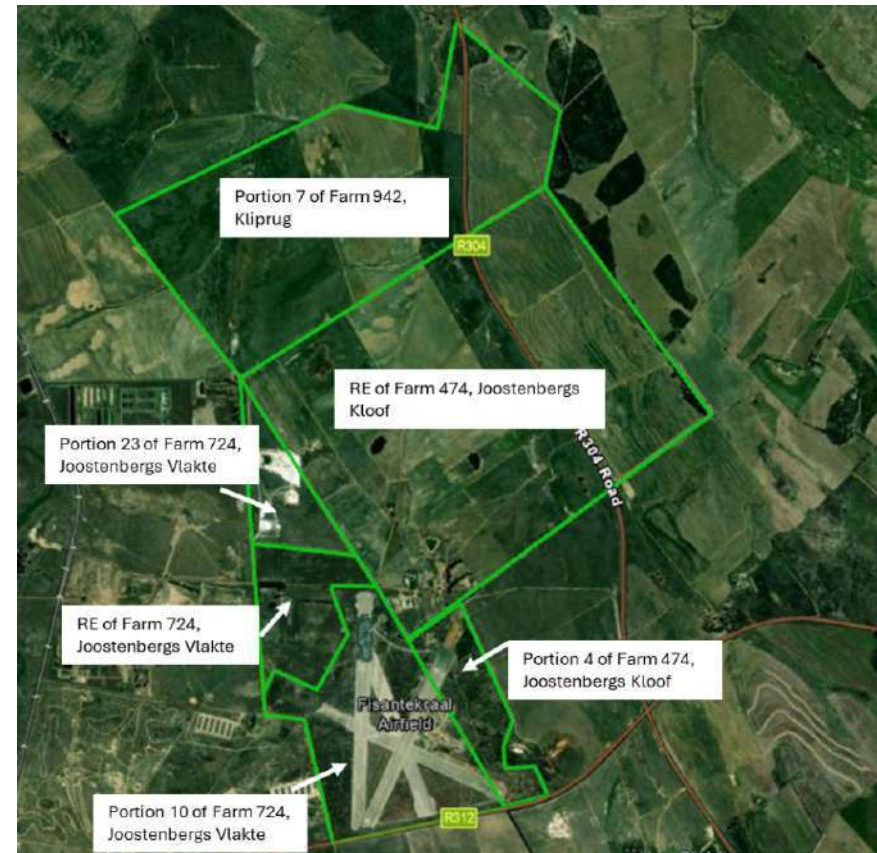 Portion 7 of Farm 942,
Kliprug
R304
RE of Farm 474, Joostenbergs
Kloof
Portion 23 of Farm 724,
Joostenbergs Vlakte
R304 Road
RE of Farm 724,
Joostenbergs Vlakte
Portion 4 of Farm 474,
Joostenbergs Kloof
Fisantekraal
Airfield
Portion 10 of Farm 724,
Joostenbergs Vlakte
R312